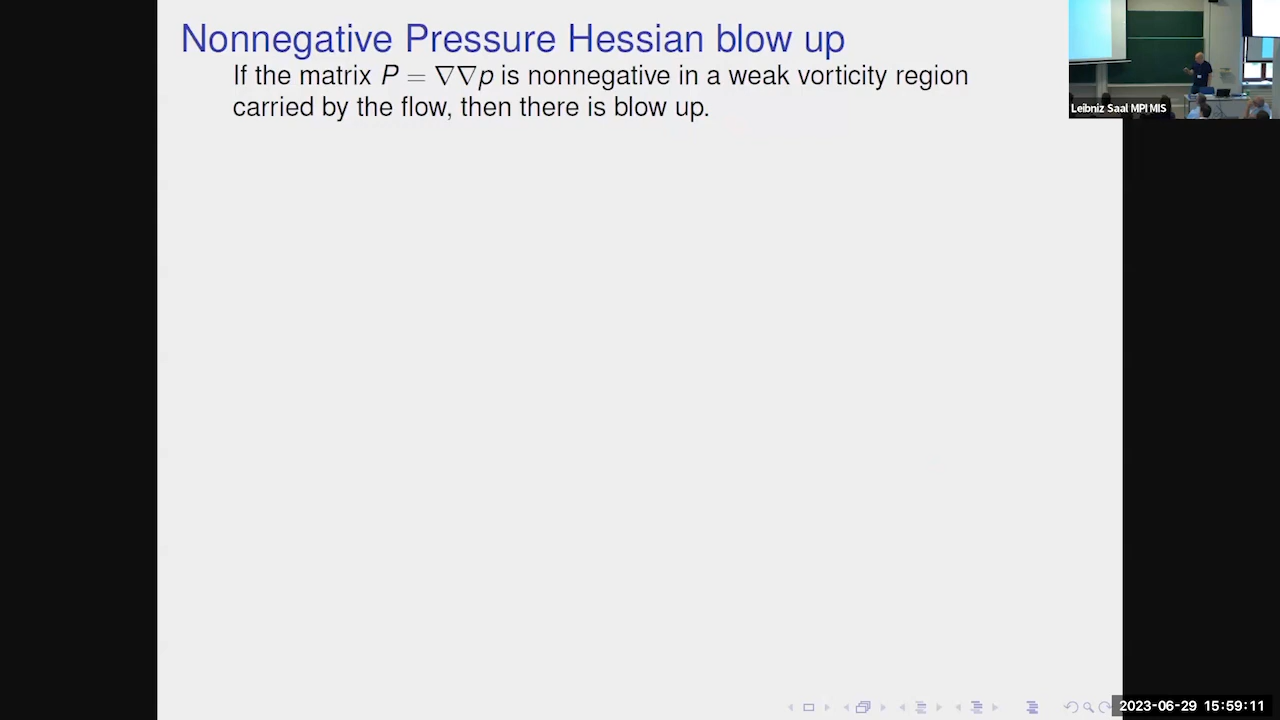 Nonnegative Pressure Hessian blow up
If the matrix P = ∇∇p is nonnegative in a weak vorticity region
carried by the flow, then there is blow up.
Leibniz Saal MPI MIS
2023-06-29 15:59:11